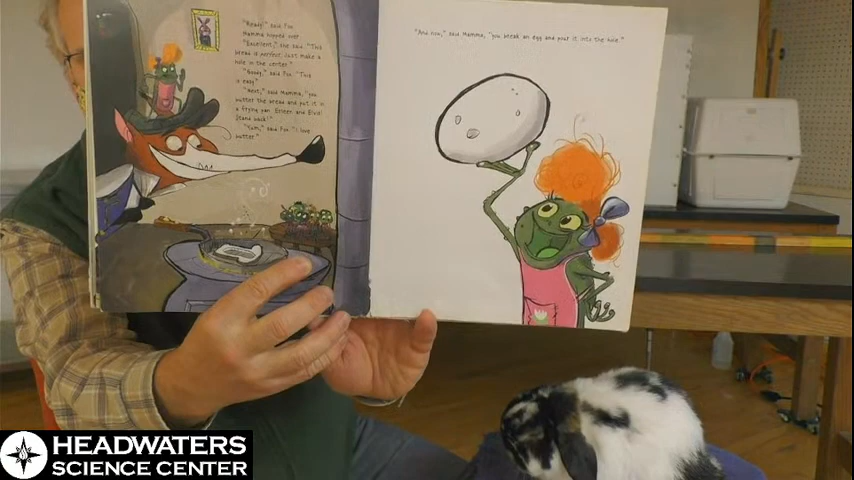 "Ready!" said Fox.
Mamma hopped over.
"Excellent," she said. "This
bread is perfect. Just make a
hole in the center."
"Goody," said Fox. "This
is easy."
"Next," said Mamma, "you
butter the bread and put it in
a frying pan. Ermer and Elvis!
Stand back!"
"Yum," said Fox. "I love
butter."
"And now," said Mamma, "you break an egg and pour it into the hole."
HEADWATERS
SCIENCE CENTER